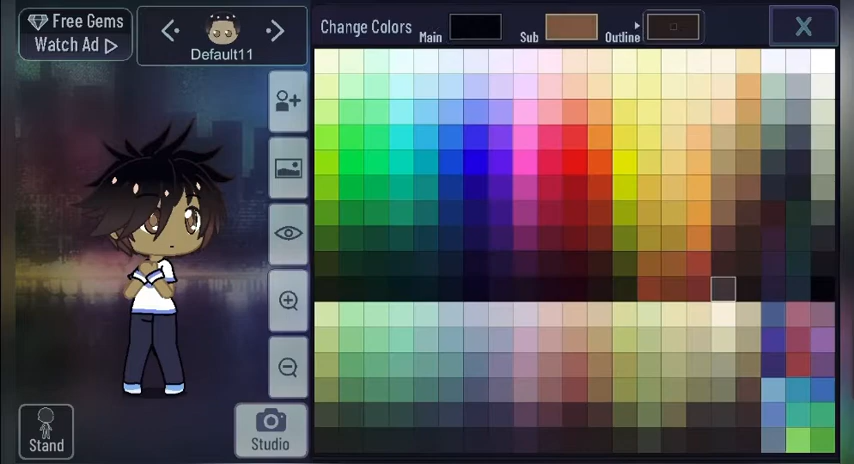 Free Gems
Watch Ad
Default11
Change Colors
Main
Sub
Outline
X
Stand
Studio